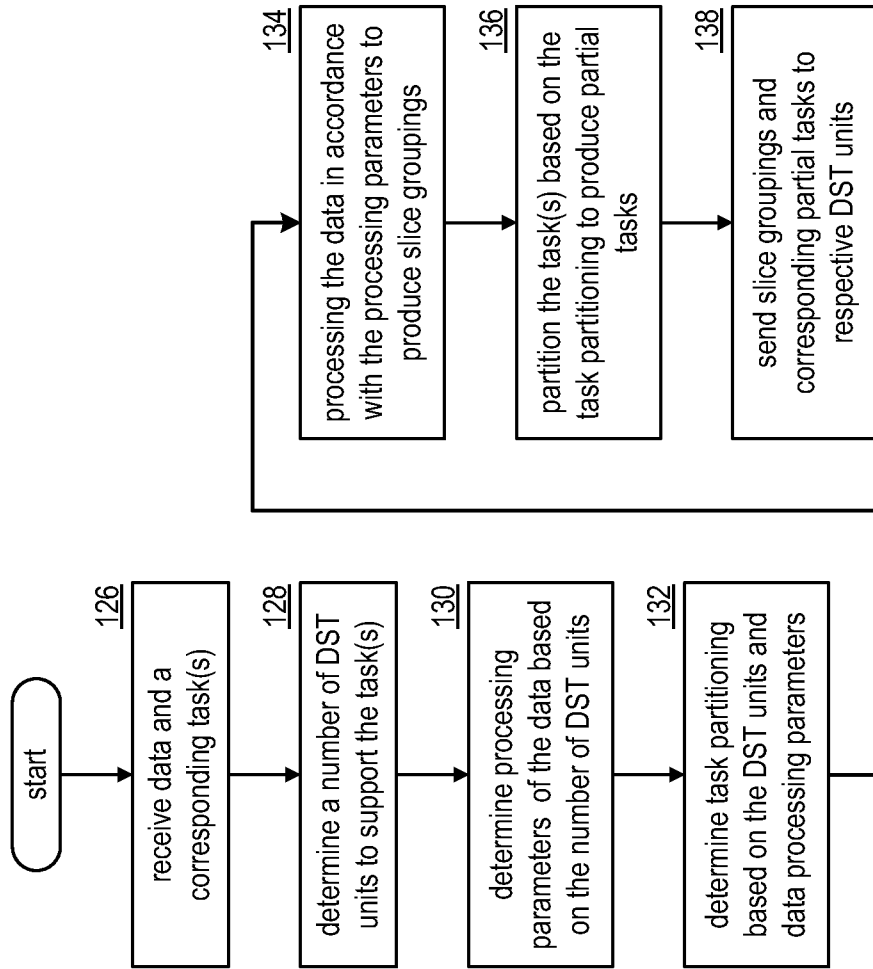 start
126
receive data and a
corresponding task(s)
128
determine a number of DST
units to support the task(s)
130
determine processing
parameters of the data based
on the number of DST units
132
determine task partitioning
based on the DST units and
data processing parameters
134
processing the data in accordance
with the processing parameters to
produce slice groupings
136
partition the task(s) based on the
task partitioning to produce partial
tasks
138
send slice groupings and
corresponding partial tasks to
respective DST units